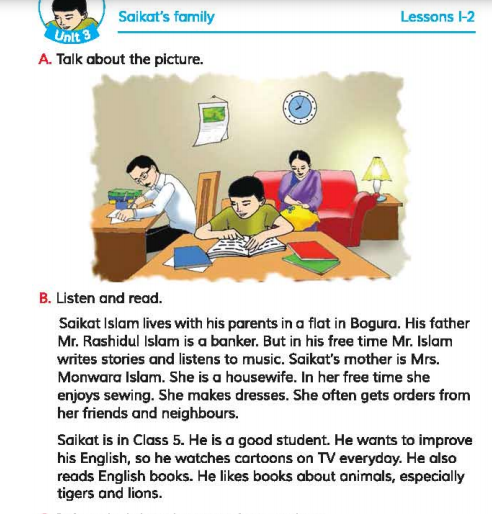 Unit 3
Saikat's family
Lessons 1-2
A. Talk about the picture.
B. Listen and read.
Saikat Islam lives with his parents in a flat in Bogura. His father
Mr. Rashidul Islam is a banker. But in his free time Mr. Islam
writes stories and listens to music. Saikat's mother is Mrs.
Monwara Islam. She is a housewife. In her free time she
enjoys sewing. She makes dresses. She often gets orders from
her friends and neighbours.
Saikat is in Class 5. He is a good student. He wants to improve
his English, so he watches cartoons on TV everyday. He also
reads English books. He likes books about animals, especially
tigers and lions.